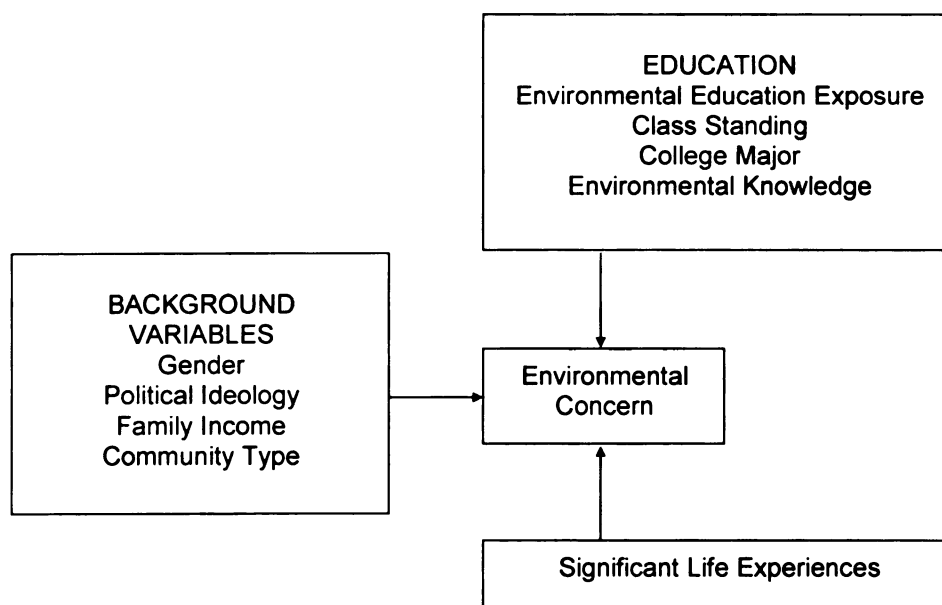 EDUCATION
Environmental Education Exposure
Class Standing
College Major
Environmental Knowledge
BACKGROUND
VARIABLES
Gender
Political Ideology
Family Income
Community Type
Environmental
Concern
Significant Life Experiences